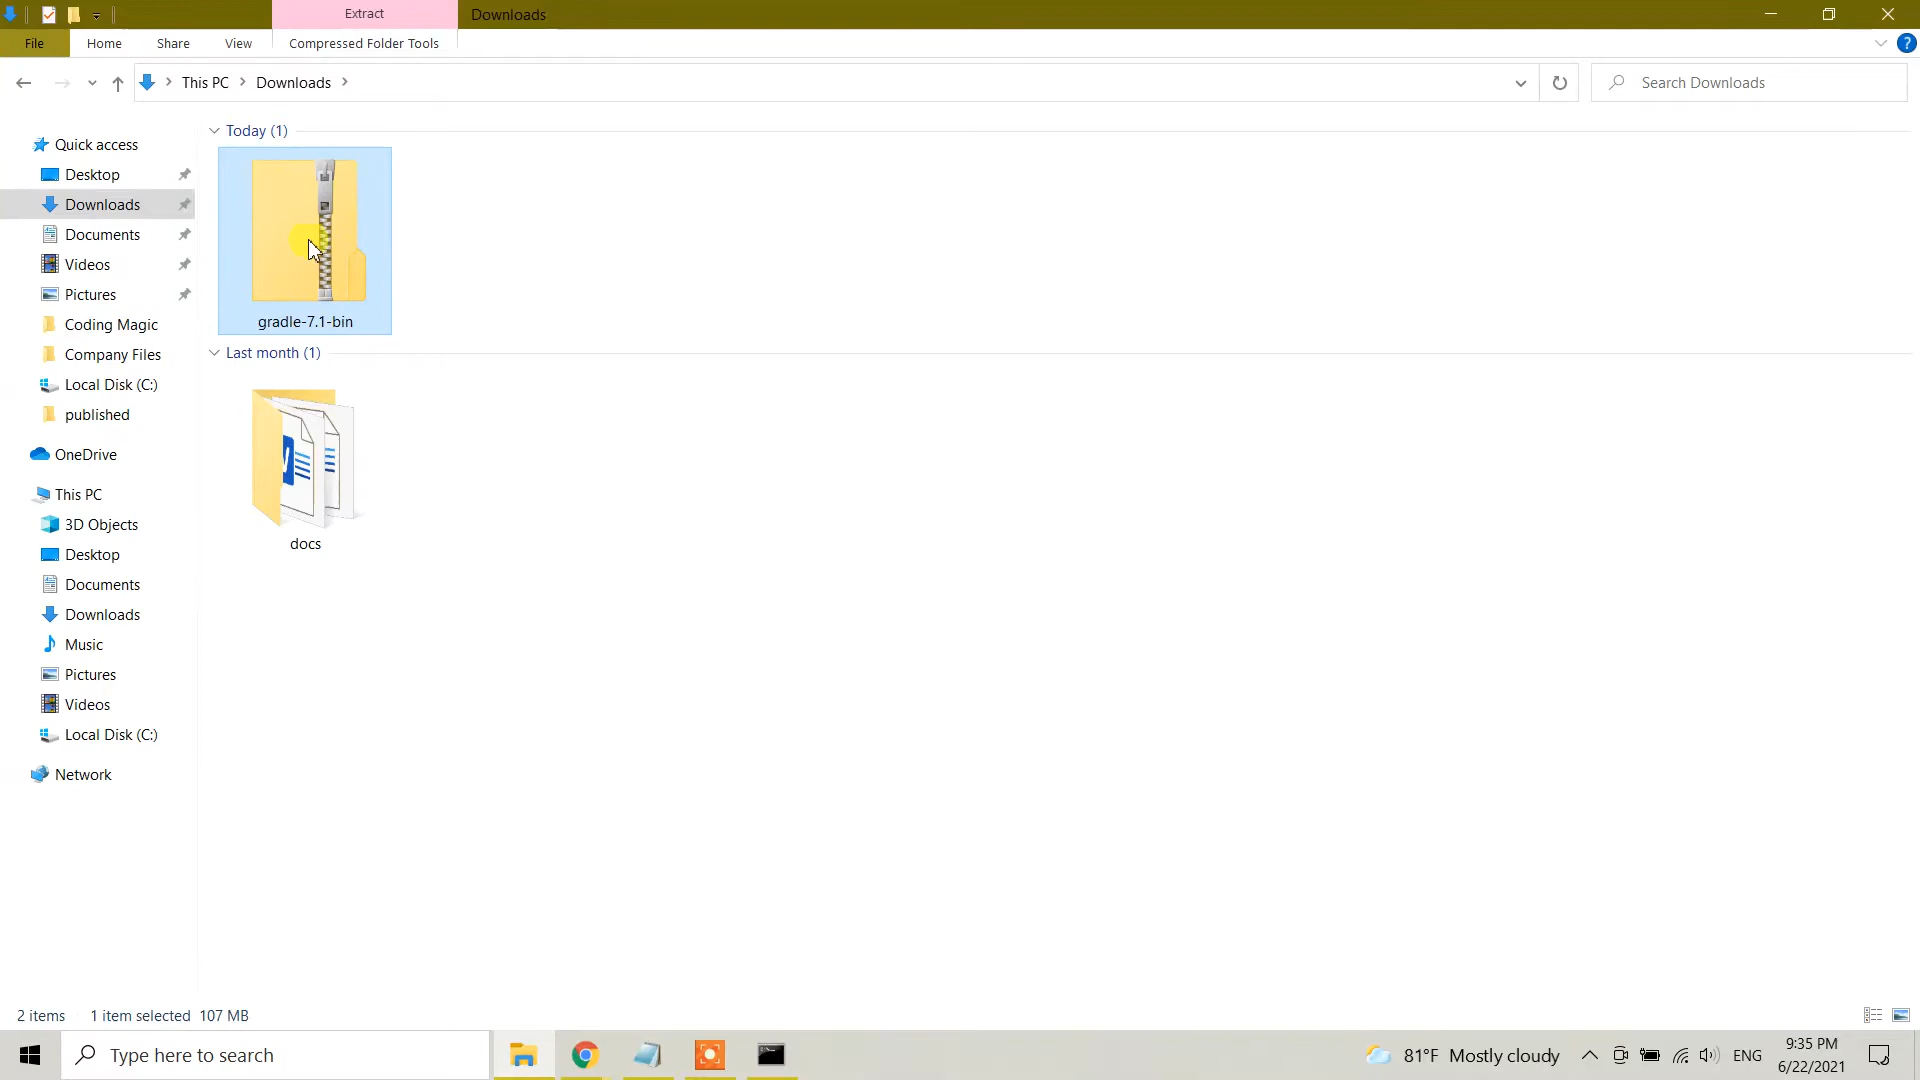 Extract
Downloads
File
Home
Share
View
Compressed Folder Tools
?
This PC
Downloads
Search Downloads
Quick access
Desktop
Downloads
Documents
Videos
Pictures
Coding Magic
Company Files
Local Disk (C:)
published
OneDrive
This PC
3D Objects
Desktop
Documents
Downloads
Music
Pictures
Videos
Local Disk (C:)
Network
Today (1)
gradle-7.1-bin
Last month (1)
docs
2 items
1 item selected 107 MB
Type here to search
81°F Mostly cloudy
ENG
9:35 PM
6/22/2021